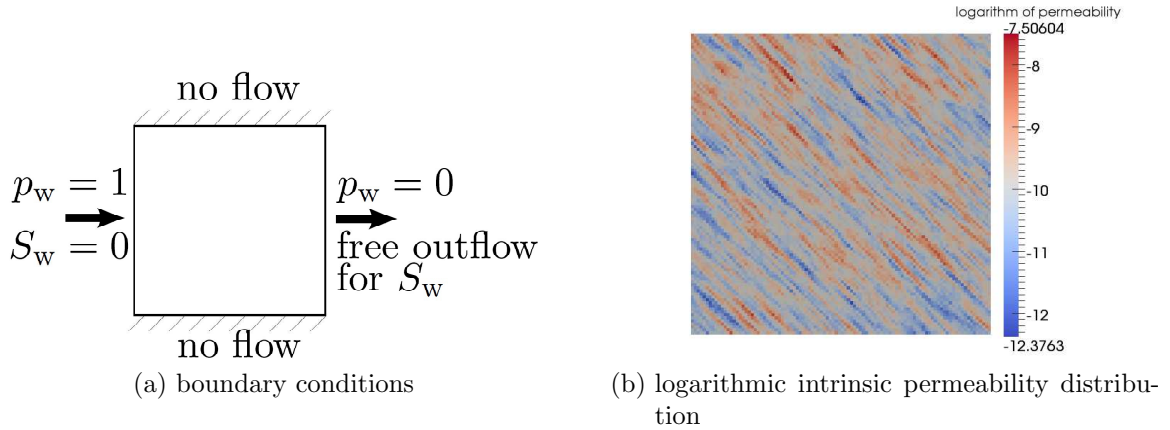 no flow
p_w = 1
S_w = 0
p_w = 0
free outflow
for S_w
no flow
(a) boundary conditions
logarithm of permeability
-7.50604
-8
-9
-10
-11
-12
-12.3763
(b) logarithmic intrinsic permeability distribu-
tion